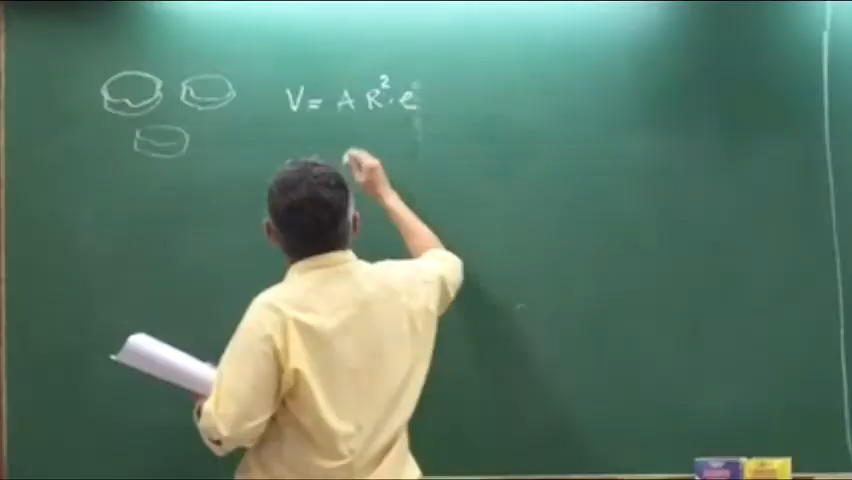 V = A R². e